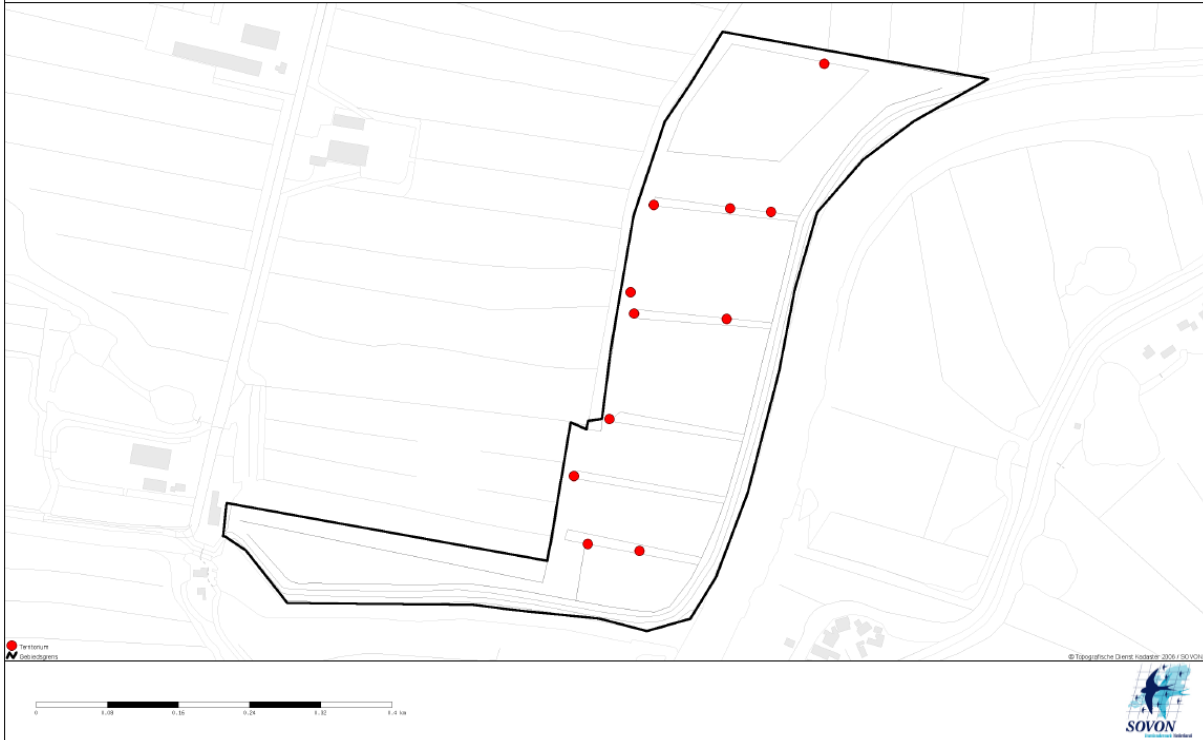 Territorium
Gebiedsgrens
© Topografische Dienst Kadaster 2006 / SOVON
0 0.08 0.16 0.24 0.32 0.4 km
SOVON